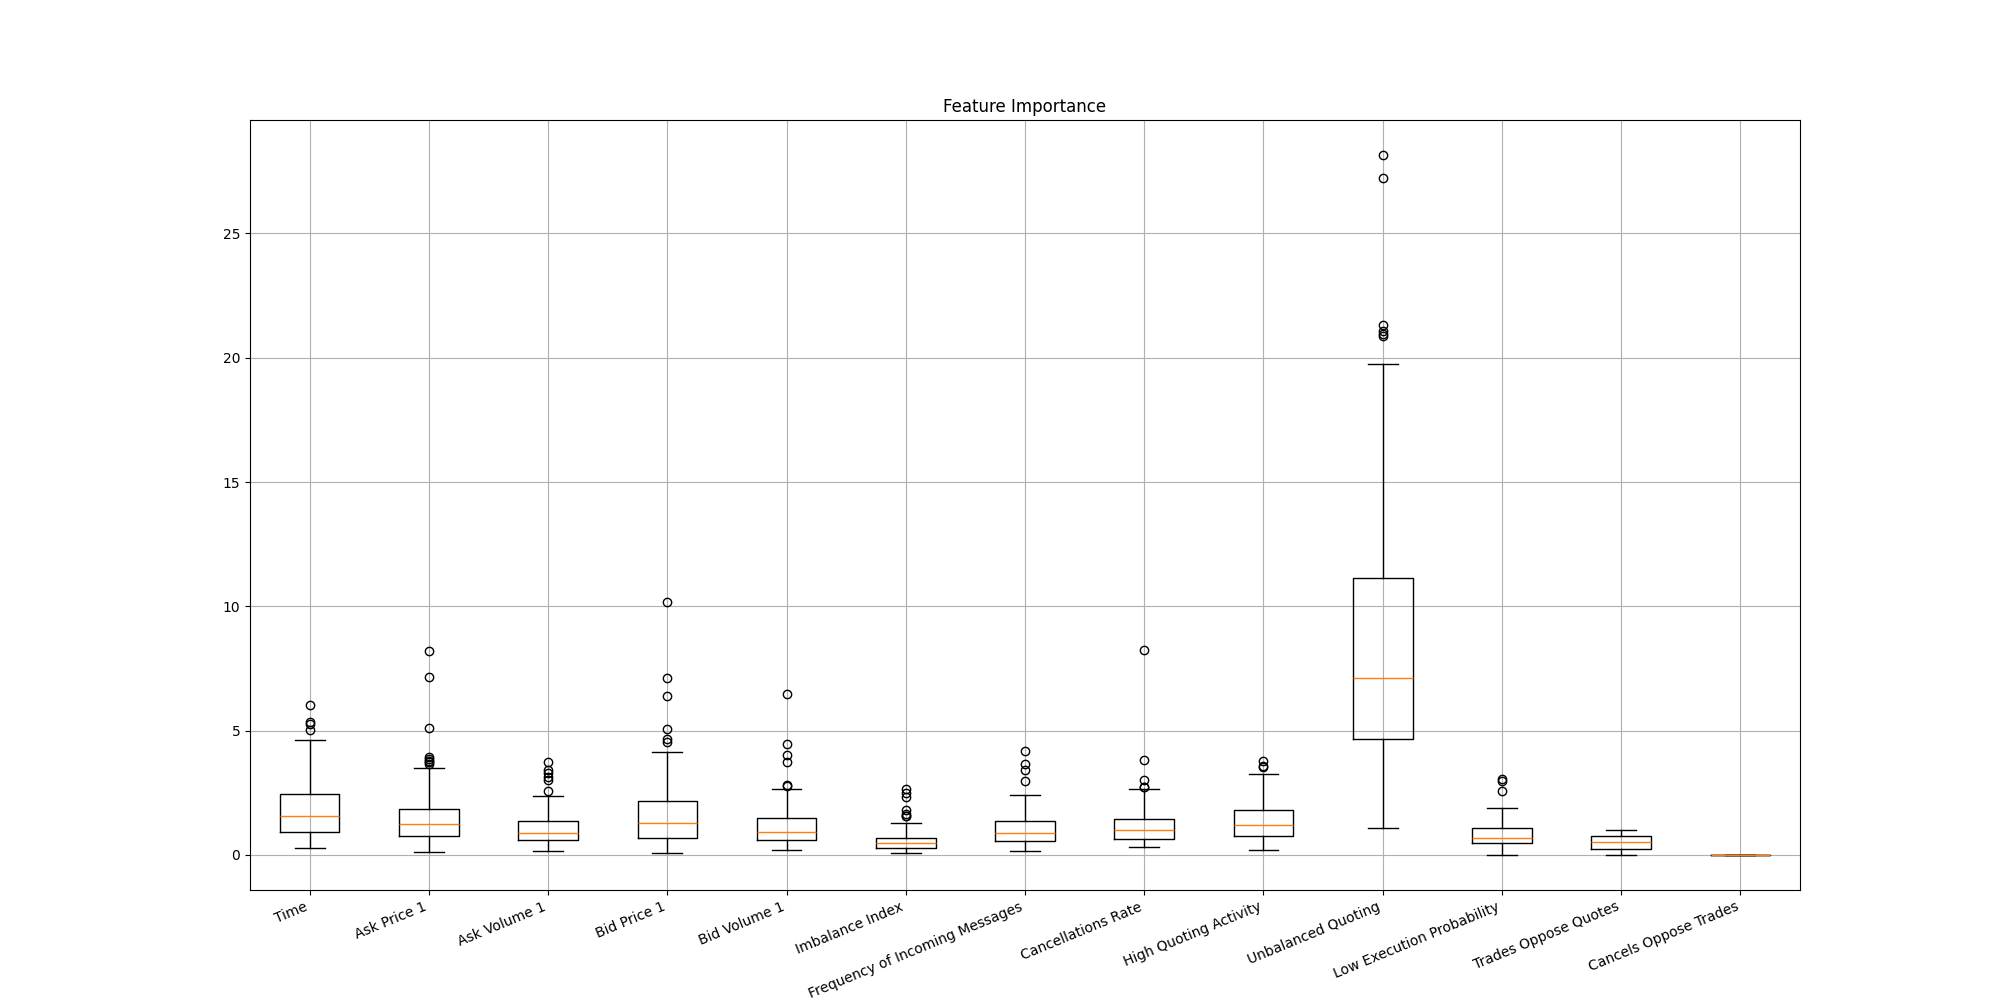 Feature Importance
25
20
15
10
5
0
Time
Ask Price 1
Ask Volume 1
Bid Price 1
Bid Volume 1
Imbalance Index
Frequency of Incoming Messages
Cancellations Rate
High Quoting Activity
Unbalanced Quoting
Low Execution Probability
Trades Oppose Quotes
Cancels Oppose Trades